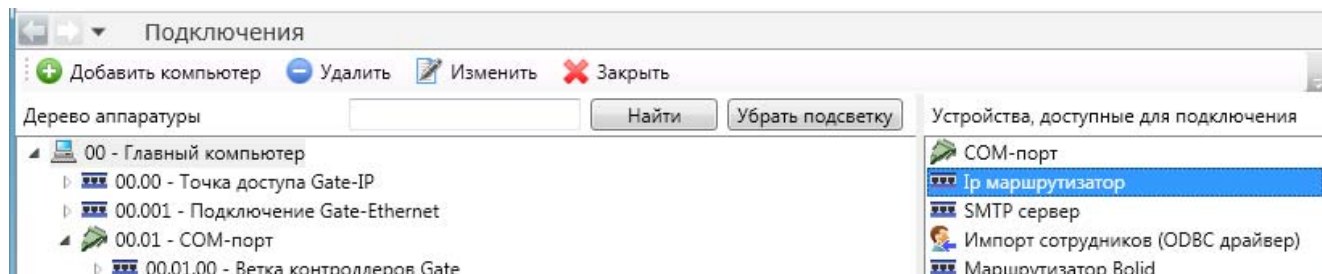 Подключения
Добавить компьютер Удалить Изменить Закрыть
Дерево аппаратуры Найти Убрать подсветку Устройства, доступные для подключения
00 - Главный компьютер COM-порт
00.00 - Точка доступа Gate-IP Ip маршрутизатор
00.001 - Подключение Gate-Ethernet SMTP сервер
00.01 - COM-порт Импорт сотрудников (ODBC драйвер)
00.01.00 - Ветка контроллеров Gate Маршрутизатор Bolid